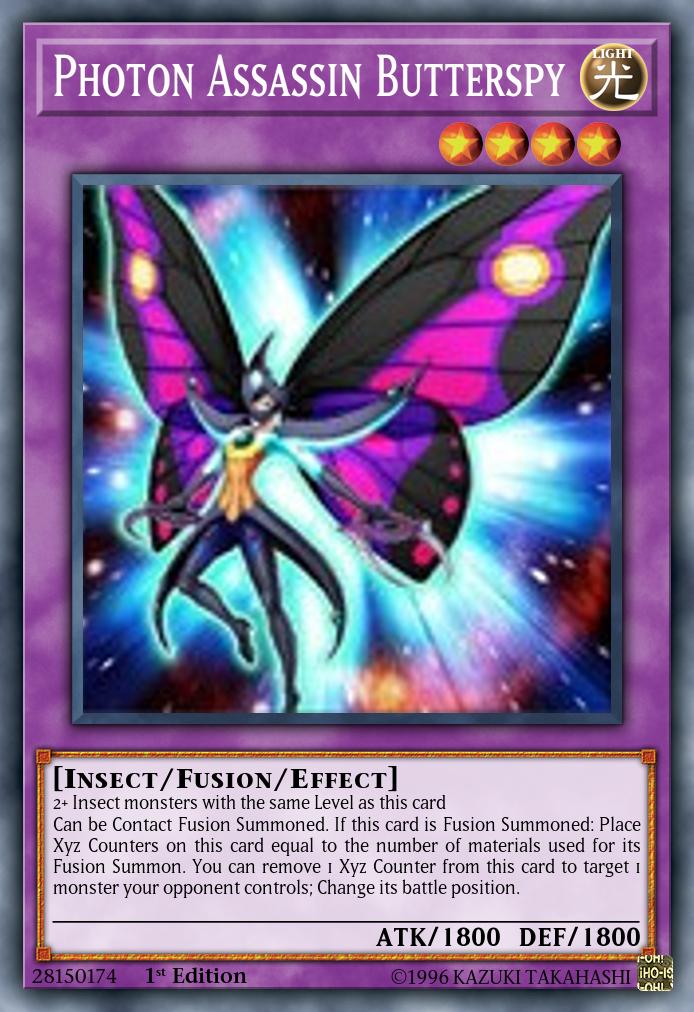 PHOTON ASSASSIN BUTTERSPY
LIGHT
光
[INSECT/FUSION/EFFECT]
2+ Insect monsters with the same Level as this card
Can be Contact Fusion Summoned. If this card is Fusion Summoned: Place
Xyz Counters on this card equal to the number of materials used for its
Fusion Summon. You can remove 1 Xyz Counter from this card to target 1
monster your opponent controls; Change its battle position.
ATK/1800 DEF/1800
28150174 1st Edition ©1996 KAZUKI TAKAHASHI